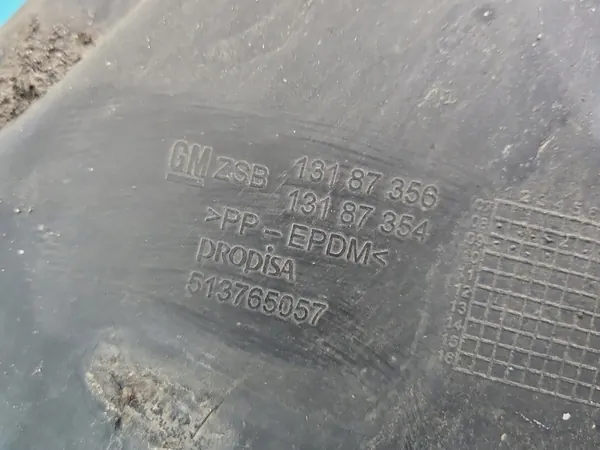 GM ZSB 131 87 356
131 87 354
>PP-EPDM<
PRODISA
513765057